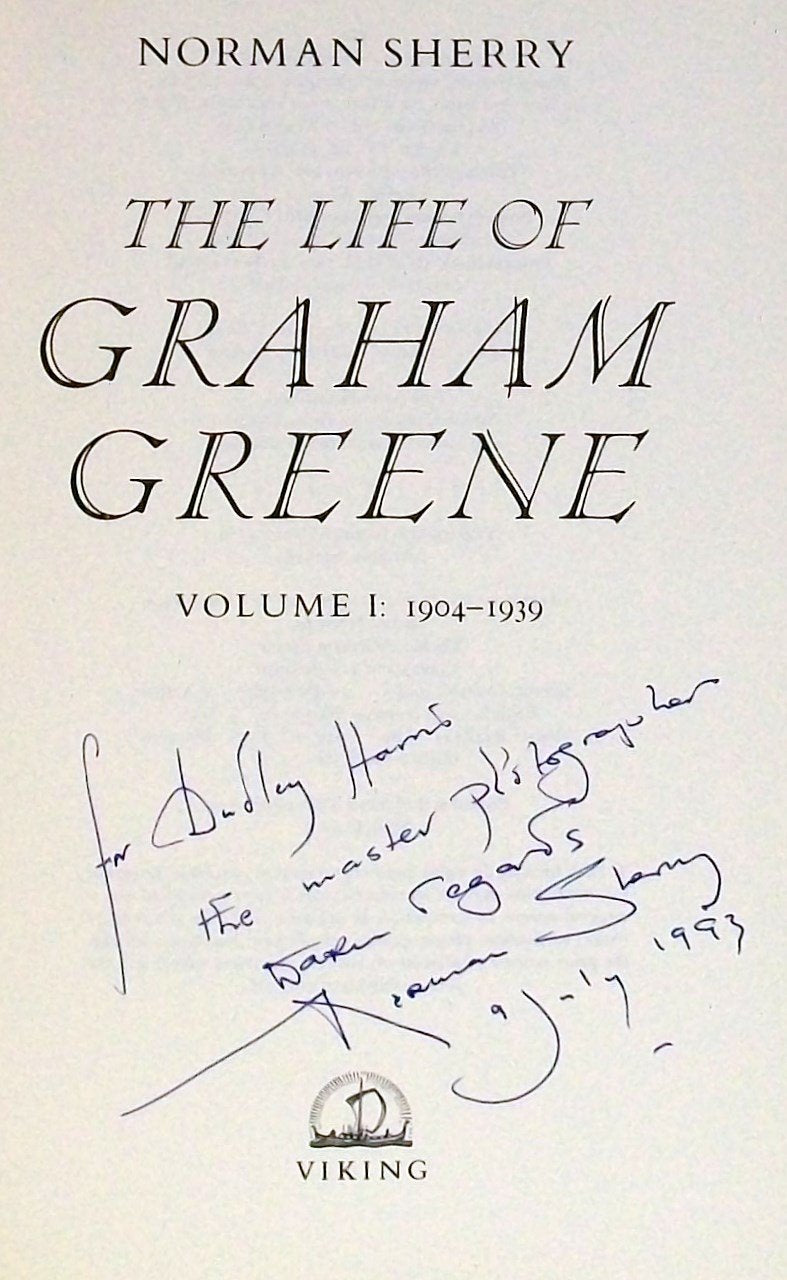 NORMAN SHERRY
THE LIFE OF
GRAHAM
GREENE
VOLUME I: 1904–1939
for Dudley Harris
the master photographer
Warm regards
Norman Sherry
9 July 1993
VIKING